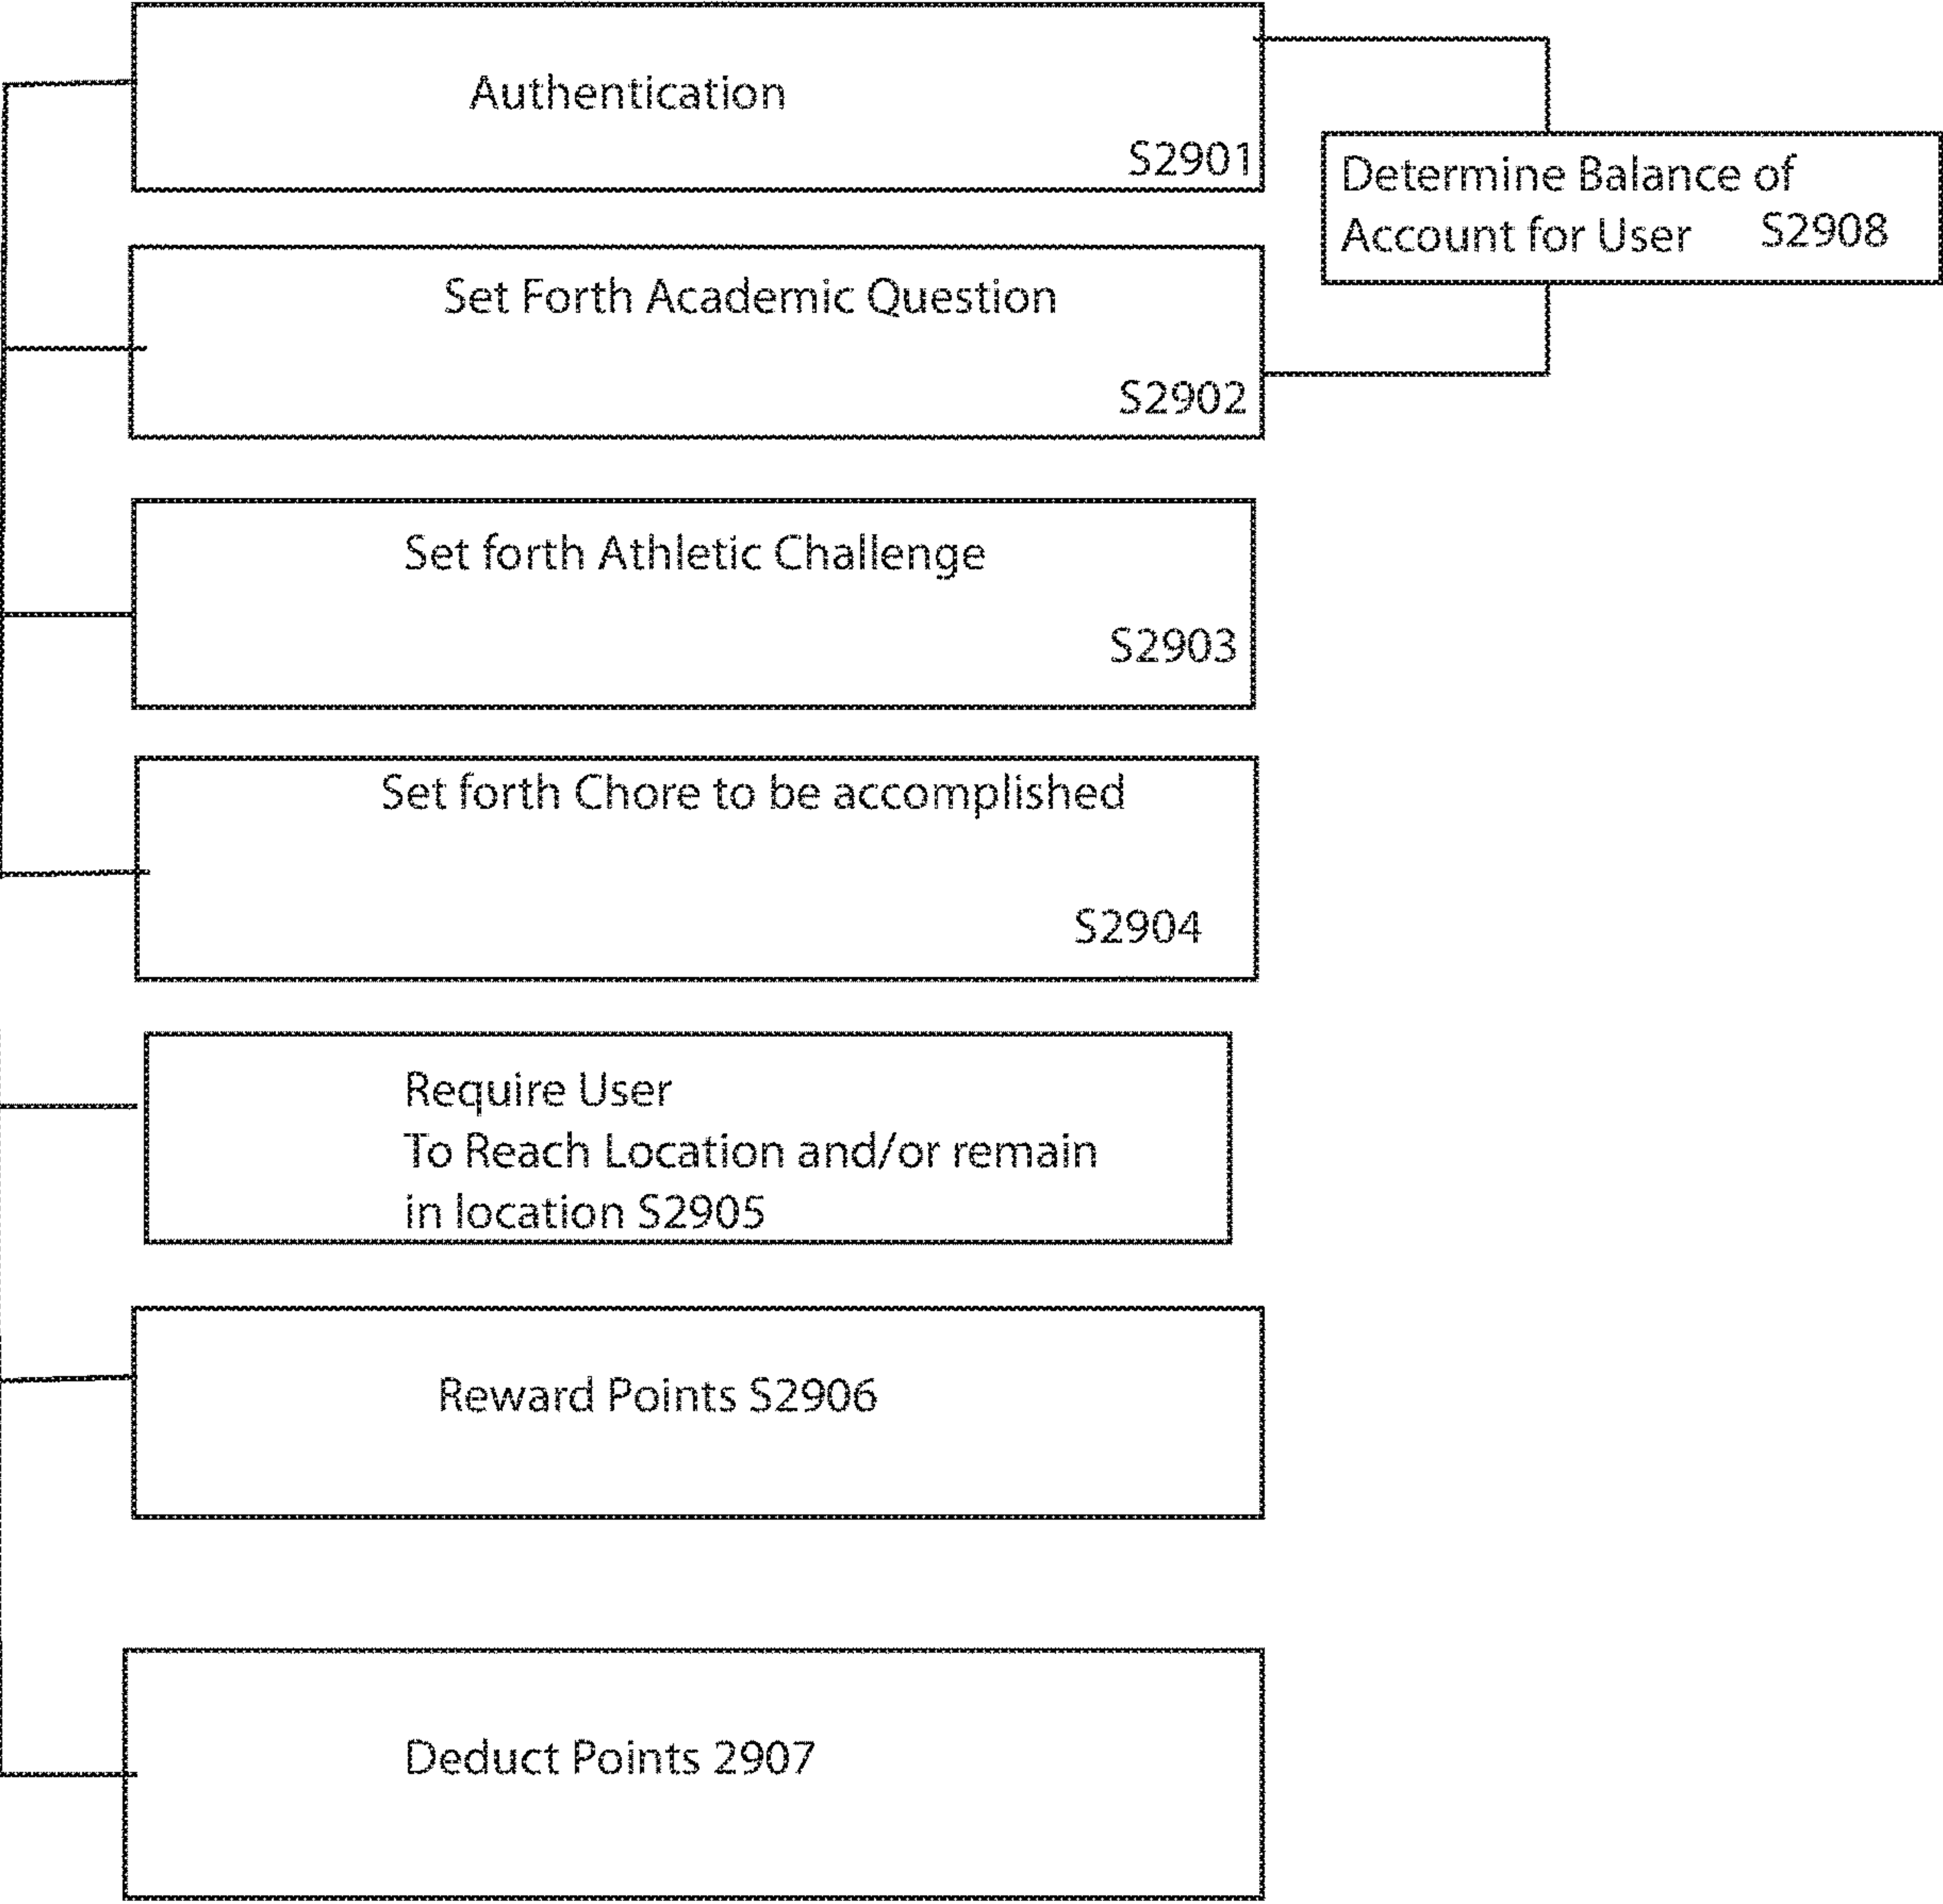 Authentication
S2901
Determine Balance of
Account for User S2908
Set Forth Academic Question
S2902
Set forth Athletic Challenge
S2903
Set forth Chore to be accomplished
S2904
Require User
To Reach Location and/or remain
in location S2905
Reward Points S2906
Deduct Points 2907